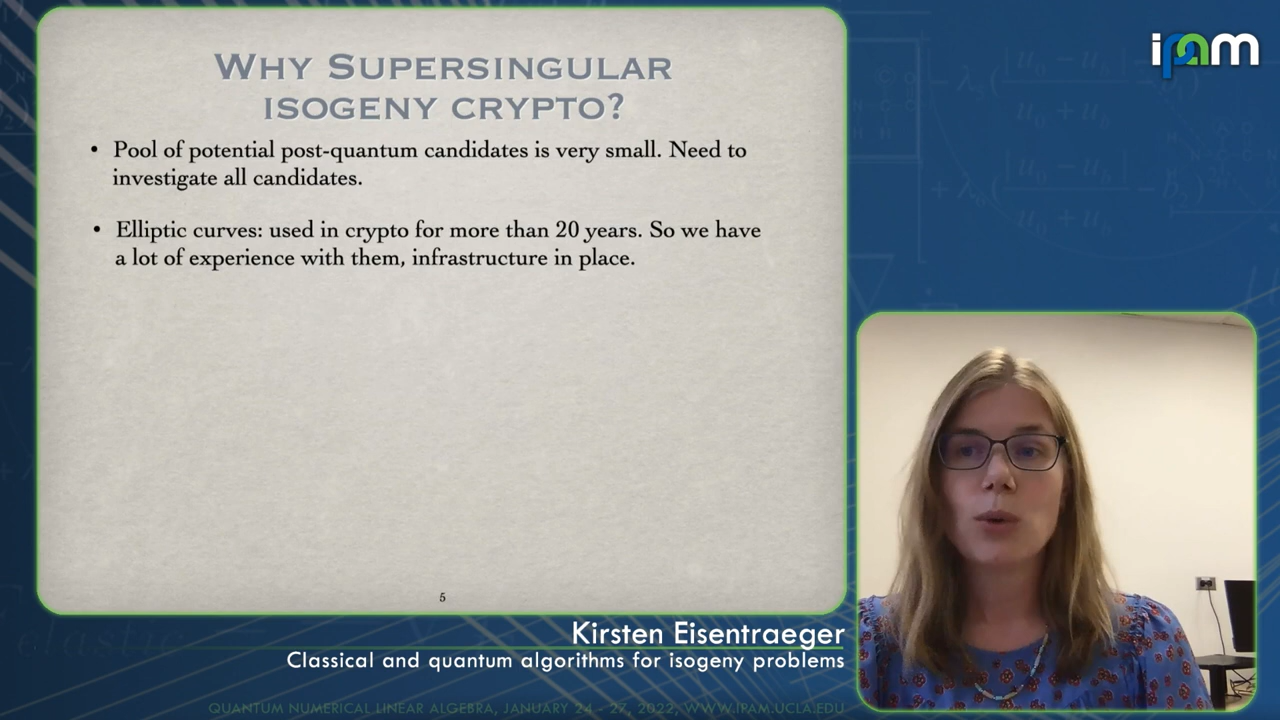 WHY SUPERSINGULAR
ISOGENY CRYPTO?
• Pool of potential post-quantum candidates is very small. Need to
investigate all candidates.
• Elliptic curves: used in crypto for more than 20 years. So we have
a lot of experience with them, infrastructure in place.
5
ipam
Kirsten Eisentraeger
Classical and quantum algorithms for isogeny problems
QUANTUM NUMERICAL LINEAR ALGEBRA, JANUARY 24 - 27, 2022, WWW.IPAM.UCLA.EDU